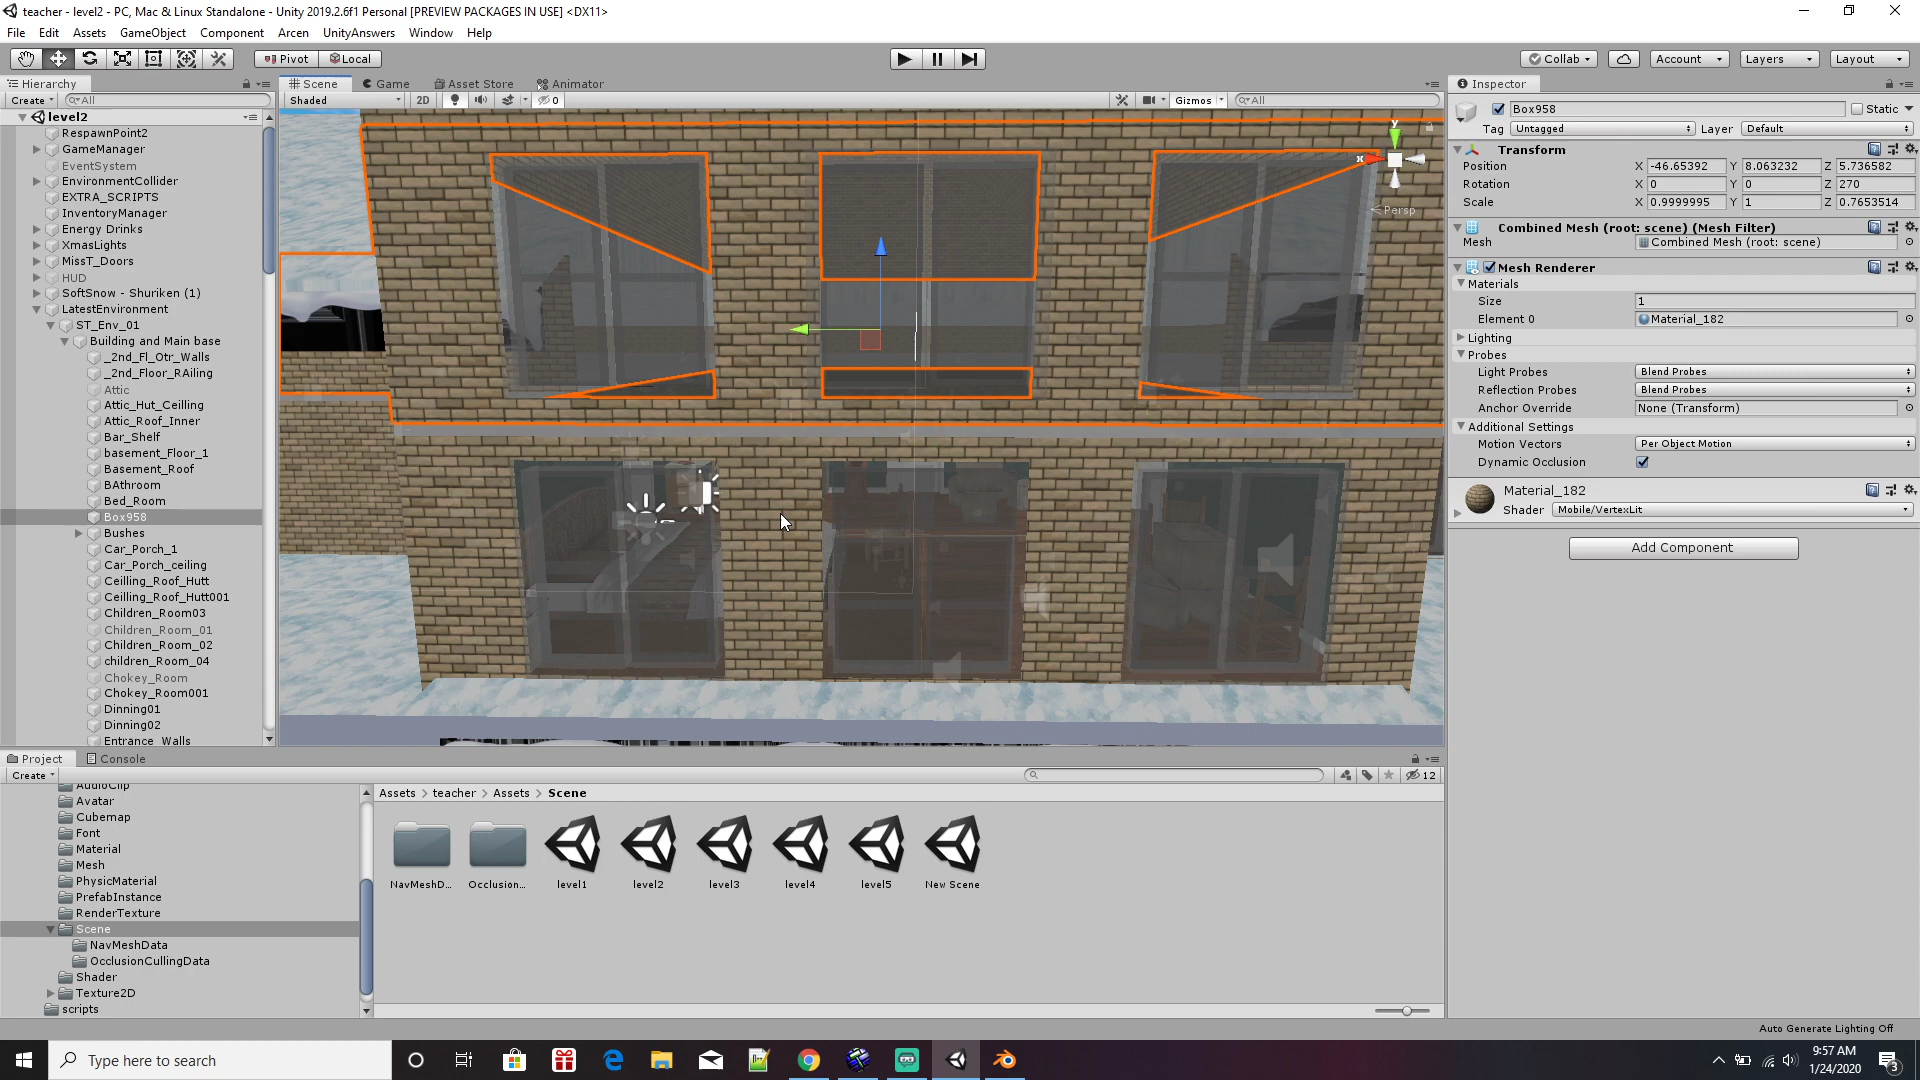 teacher - level2 - PC, Mac & Linux Standalone - Unity 2019.2.6f1 Personal [PREVIEW PACKAGES IN USE] <DX11>
File Edit Assets GameObject Component Arcen UnityAnswers Window Help
Pivot Local Collab Account Layers Layout
Hierarchy
Create All
level2
RespawnPoint2
GameManager
EventSystem
EnvironmentCollider
EXTRA_SCRIPTS
InventoryManager
Energy Drinks
XmasLights
MissT_Doors
HUD
SoftSnow - Shuriken (1)
LatestEnvironment
ST_Env_01
Building and Main base
_2nd_Fl_Otr_Walls
_2nd_Floor_RAiling
Attic
Attic_Hut_Ceilling
Attic_Roof_Inner
Bar_Shelf
basement_Floor_1
Basement_Roof
BAthroom
Bed_Room
Box958
Bushes
Car_Porch_1
Car_Porch_ceiling
Ceilling_Roof_Hutt
Ceilling_Roof_Hutt001
Children_Room03
Children_Room_01
Children_Room_02
children_Room_04
Chokey_Room
Chokey_Room001
Dinning01
Dinning02
Entrance_Walls
Scene Game Asset Store Animator
Shaded 2D 0 Gizmos All
y
x
Persp
Inspector
Box958 Static
Tag Untagged Layer Default
Transform
Position X -46.65392 Y 8.063232 Z 5.736582
Rotation X 0 Y 0 Z 270
Scale X 0.9999995 Y 1 Z 0.7653514
Combined Mesh (root: scene) (Mesh Filter)
Mesh Combined Mesh (root: scene)
Mesh Renderer
Materials
Size 1
Element 0 Material_182
Lighting
Probes
Light Probes Blend Probes
Reflection Probes Blend Probes
Anchor Override None (Transform)
Additional Settings
Motion Vectors Per Object Motion
Dynamic Occlusion
Material_182
Shader Mobile/VertexLit
Add Component
Project Console
Create 12
AudioClip
Avatar
Cubemap
Font
Material
Mesh
PhysicMaterial
PrefabInstance
RenderTexture
Scene
NavMeshData
OcclusionCullingData
Shader
Texture2D
scripts
Assets > teacher > Assets > Scene
NavMeshD... Occlusion... level1 level2 level3 level4 level5 New Scene
Auto Generate Lighting Off
Type here to search
9:57 AM
1/24/2020
3